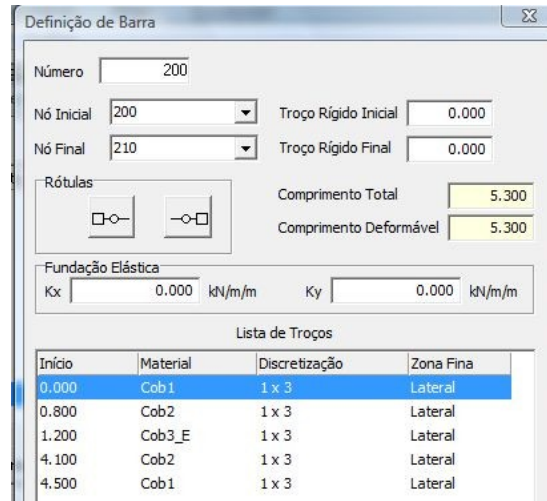 Definição de Barra
Número 200
Nó Inicial 200 Troço Rígido Inicial 0.000
Nó Final 210 Troço Rígido Final 0.000
Rótulas
Comprimento Total 5.300
Comprimento Deformável 5.300
Fundação Elástica
Kx 0.000 kN/m/m Ky 0.000 kN/m/m
Lista de Troços
Início Material Discretização Zona Fina
0.000 Cob1 1 x 3 Lateral
0.800 Cob2 1 x 3 Lateral
1.200 Cob3_E 1 x 3 Lateral
4.100 Cob2 1 x 3 Lateral
4.500 Cob1 1 x 3 Lateral